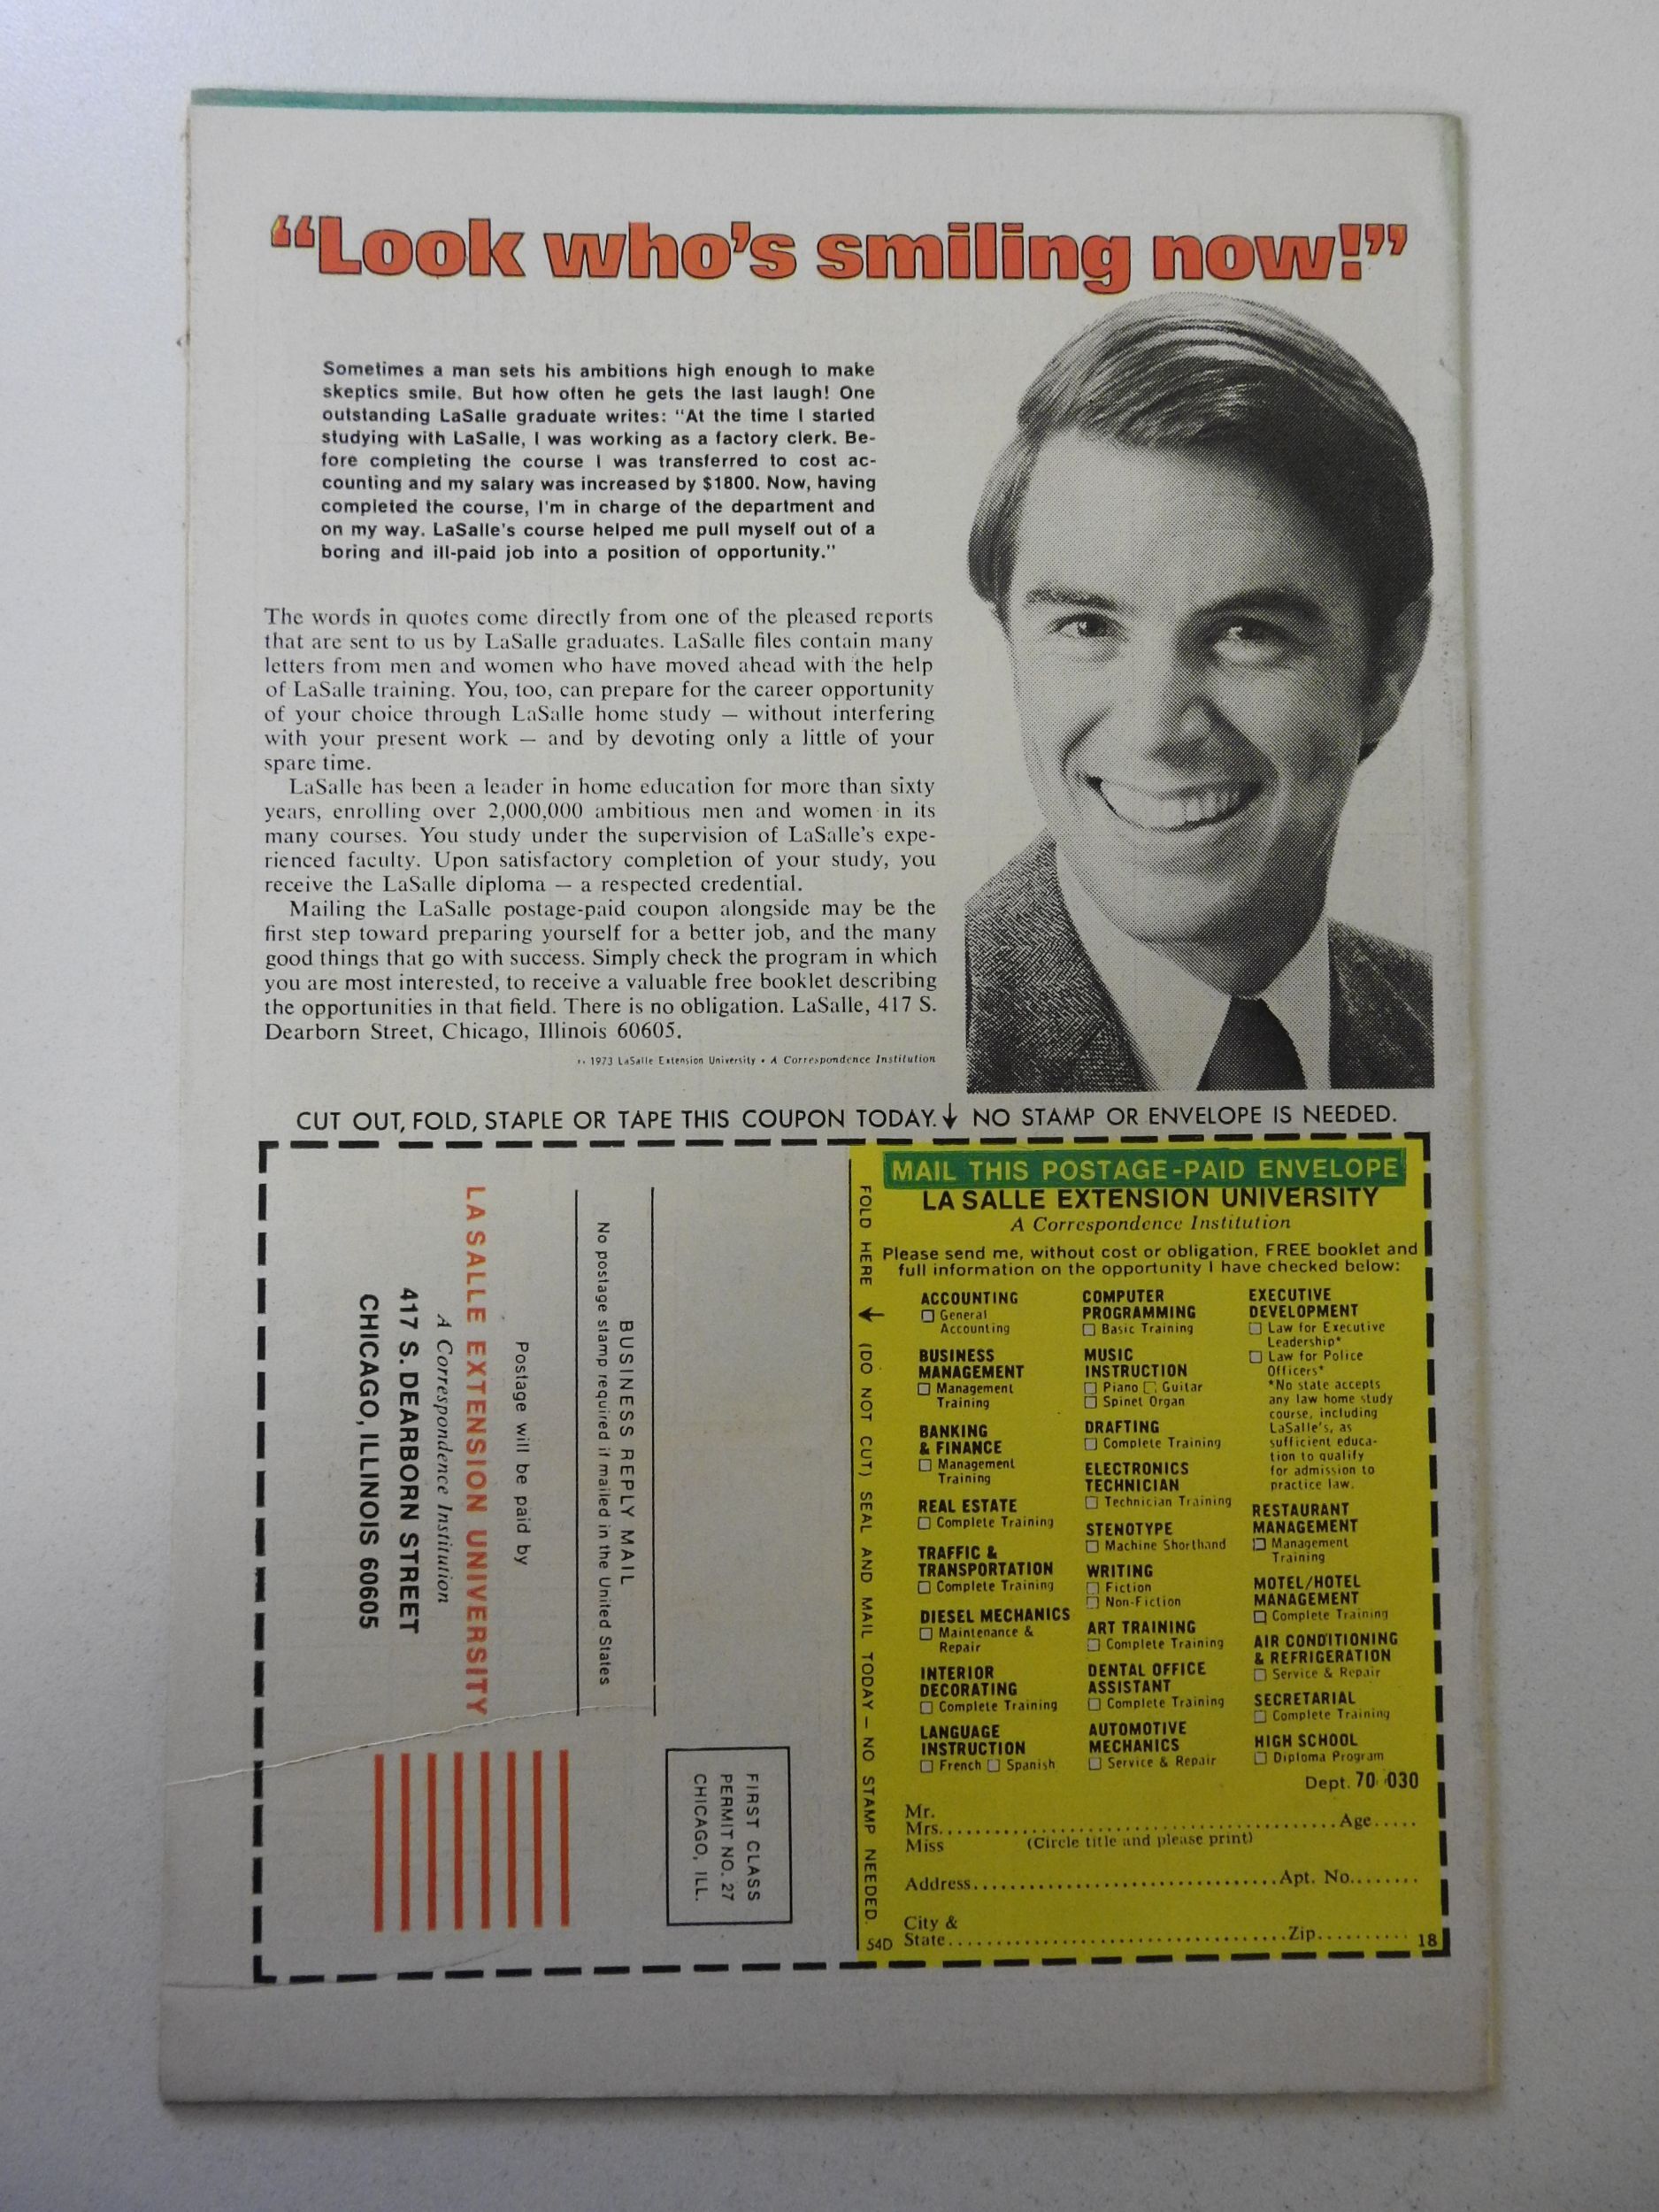 “Look who’s smiling now!”
Sometimes a man sets his ambitions high enough to make
skeptics smile. But how often he gets the last laugh! One
outstanding LaSalle graduate writes: “At the time I started
studying with LaSalle, I was working as a factory clerk. Be-
fore completing the course I was transferred to cost ac-
counting and my salary was increased by $1800. Now, having
completed the course, I’m in charge of the department and
on my way. LaSalle’s course helped me pull myself out of a
boring and ill-paid job into a position of opportunity.”
The words in quotes come directly from one of the pleased reports
that are sent to us by LaSalle graduates. LaSalle files contain many
letters from men and women who have moved ahead with the help
of LaSalle training. You, too, can prepare for the career opportunity
of your choice through LaSalle home study — without interfering
with your present work — and by devoting only a little of your
spare time.
LaSalle has been a leader in home education for more than sixty
years, enrolling over 2,000,000 ambitious men and women in its
many courses. You study under the supervision of LaSalle’s expe-
rienced faculty. Upon satisfactory completion of your study, you
receive the LaSalle diploma — a respected credential.
Mailing the LaSalle postage-paid coupon alongside may be the
first step toward preparing yourself for a better job, and the many
good things that go with success. Simply check the program in which
you are most interested, to receive a valuable free booklet describing
the opportunities in that field. There is no obligation. LaSalle, 417 S.
Dearborn Street, Chicago, Illinois 60605.
1973 LaSalle Extension University • A Correspondence Institution
CUT OUT, FOLD, STAPLE OR TAPE THIS COUPON TODAY. ↓ NO STAMP OR ENVELOPE IS NEEDED.
FIRST CLASS
PERMIT NO. 27
CHICAGO, ILL.
BUSINESS REPLY MAIL
No postage stamp required if mailed in the United States
Postage will be paid by
LA SALLE EXTENSION UNIVERSITY
A Correspondence Institution
417 S. DEARBORN STREET
CHICAGO, ILLINOIS 60605
FOLD HERE ← (DO NOT CUT) SEAL AND MAIL TODAY — NO STAMP NEEDED.
MAIL THIS POSTAGE-PAID ENVELOPE
LA SALLE EXTENSION UNIVERSITY
A Correspondence Institution
Please send me, without cost or obligation, FREE booklet and
full information on the opportunity I have checked below:
ACCOUNTING
☐ General
Accounting
BUSINESS
MANAGEMENT
☐ Management
Training
BANKING
& FINANCE
☐ Management
Training
REAL ESTATE
☐ Complete Training
TRAFFIC &
TRANSPORTATION
☐ Complete Training
DIESEL MECHANICS
☐ Maintenance &
Repair
INTERIOR
DECORATING
☐ Complete Training
LANGUAGE
INSTRUCTION
☐ French ☐ Spanish
COMPUTER
PROGRAMMING
☐ Basic Training
MUSIC
INSTRUCTION
☐ Piano ☐ Guitar
☐ Spinet Organ
DRAFTING
☐ Complete Training
ELECTRONICS
TECHNICIAN
☐ Technician Training
STENOTYPE
☐ Machine Shorthand
WRITING
☐ Fiction
☐ Non-Fiction
ART TRAINING
☐ Complete Training
DENTAL OFFICE
ASSISTANT
☐ Complete Training
AUTOMOTIVE
MECHANICS
☐ Service & Repair
EXECUTIVE
DEVELOPMENT
☐ Law for Executive
Leadership*
☐ Law for Police
Officers*
*No state accepts
any law home study
course, including
LaSalle's, as
sufficient educa-
tion to qualify
for admission to
practice law.
RESTAURANT
MANAGEMENT
☐ Management
Training
MOTEL/HOTEL
MANAGEMENT
☐ Complete Training
AIR CONDITIONING
& REFRIGERATION
☐ Service & Repair
SECRETARIAL
☐ Complete Training
HIGH SCHOOL
☐ Diploma Program
Dept. 70-030
Mr.
Mrs.......... Age.....
Miss (Circle title and please print)
Address.......... Apt. No........
City &
State.......... Zip..........
54D
18